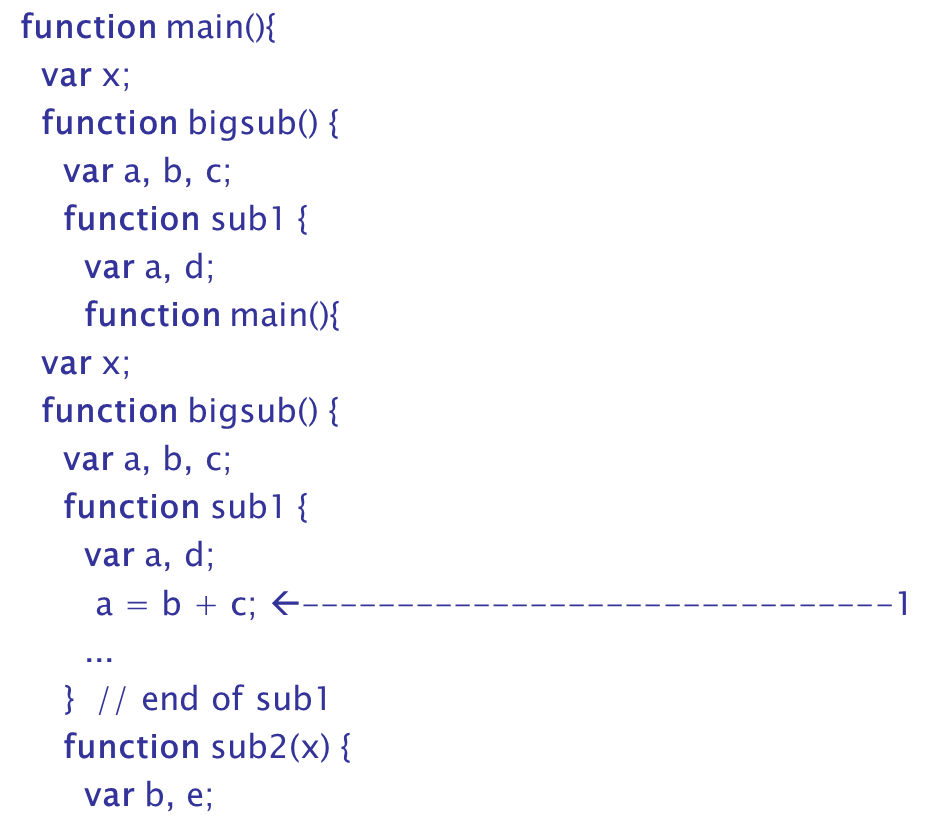 function main(){
var x;
function bigsub() {
var a, b, c;
function sub1 {
var a, d;
function main(){
var x;
function bigsub() {
var a, b, c;
function sub1 {
var a, d;
a = b + c; ←-------------------------------1
...
} // end of sub1
function sub2(x) {
var b, e;